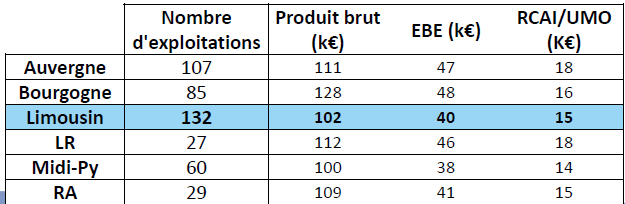 Nombre d'exploitations Produit brut (k€) EBE (k€) RCAI/UMO (K€)
Auvergne 107 111 47 18
Bourgogne 85 128 48 16
Limousin 132 102 40 15
LR 27 112 46 18
Midi-Py 60 100 38 14
RA 29 109 41 15